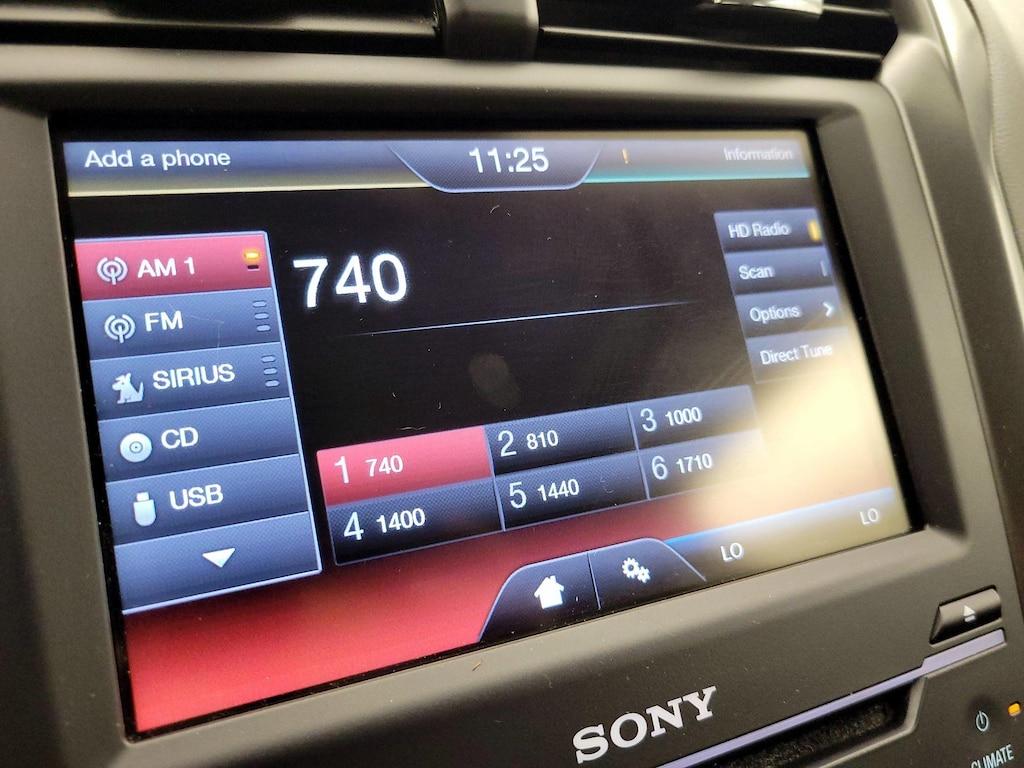 Add a phone
11:25
!
Information
AM 1
FM
SIRIUS
CD
USB
740
HD Radio
Scan
Options
Direct Tune
1 740
2 810
3 1000
4 1400
5 1440
6 1710
LO
LO
SONY
CLIMATE